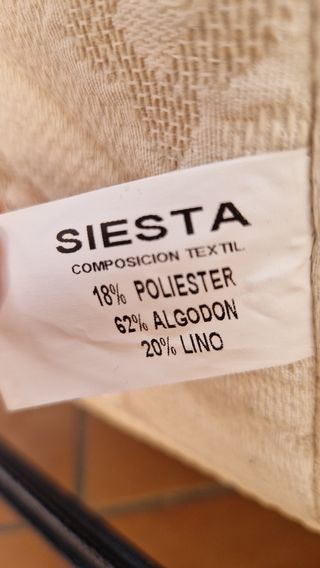 SIESTA
COMPOSICION TEXTIL.
18% POLIESTER
62% ALGODON
20% LINO